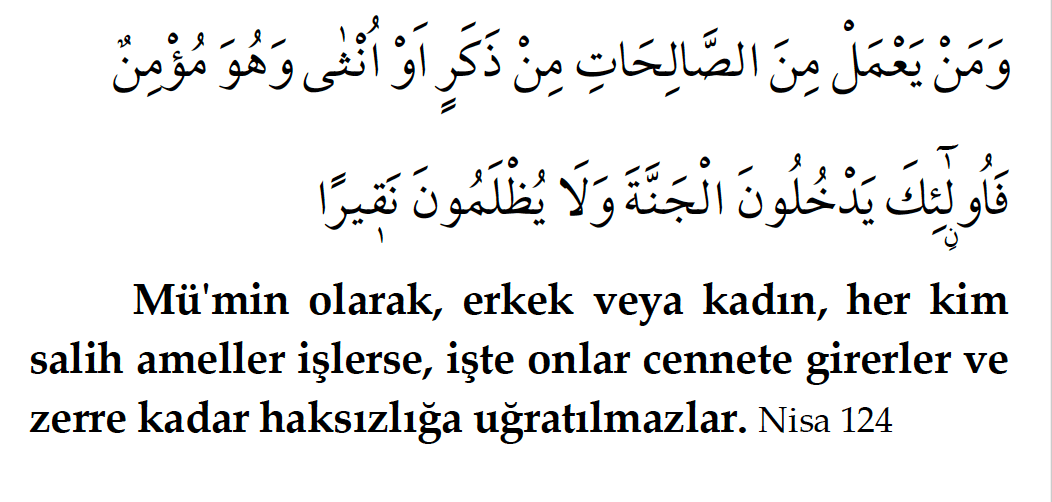 وَمَنْ يَعْمَلْ مِنَ الصَّالِحَاتِ مِنْ ذَكَرٍ اَوْ اُنْثٰى وَهُوَ مُؤْمِنٌ
فَاُو۬لٰٓئِكَ يَدْخُلُونَ الْجَنَّةَ وَلَا يُظْلَمُونَ نَق۪يرًا
Mü'min olarak, erkek veya kadın, her kim
salih ameller işlerse, işte onlar cennete girerler ve
zerre kadar haksızlığa uğratılmazlar. Nisa 124